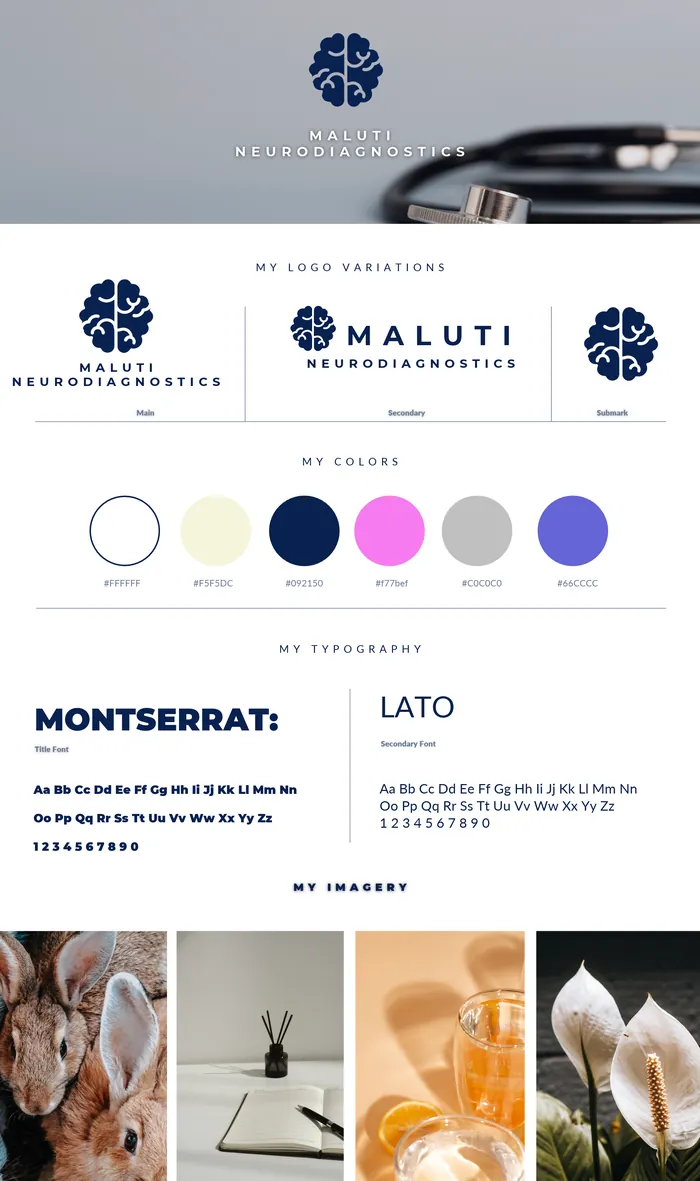 MALUTI
NEURODIAGNOSTICS
MY LOGO VARIATIONS
MALUTI
NEURODIAGNOSTICS
Main
MALUTI
NEURODIAGNOSTICS
Secondary
Submark
MY COLORS
#FFFFFF
#F5F5DC
#092150
#f77bef
#C0C0C0
#66CCCC
MY TYPOGRAPHY
MONTSERRAT:
Title Font
Aa Bb Cc Dd Ee Ff Gg Hh Ii Jj Kk Ll Mm Nn
Oo Pp Qq Rr Ss Tt Uu Vv Ww Xx Yy Zz
1 2 3 4 5 6 7 8 9 0
LATO
Secondary Font
Aa Bb Cc Dd Ee Ff Gg Hh Ii Jj Kk Ll Mm Nn
Oo Pp Qq Rr Ss Tt Uu Vv Ww Xx Yy Zz
1 2 3 4 5 6 7 8 9 0
MY IMAGERY